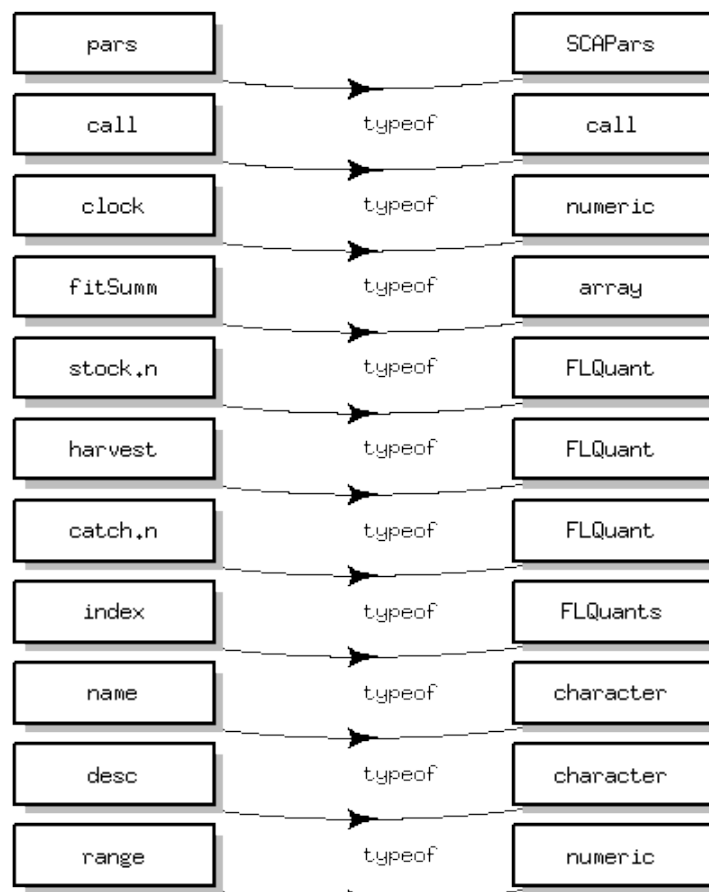 pars SCAPars
call typeof call
clock typeof numeric
fitSumm typeof array
stock.n typeof FLQuant
harvest typeof FLQuant
catch.n typeof FLQuant
index typeof FLQuants
name typeof character
desc typeof character
range typeof numeric